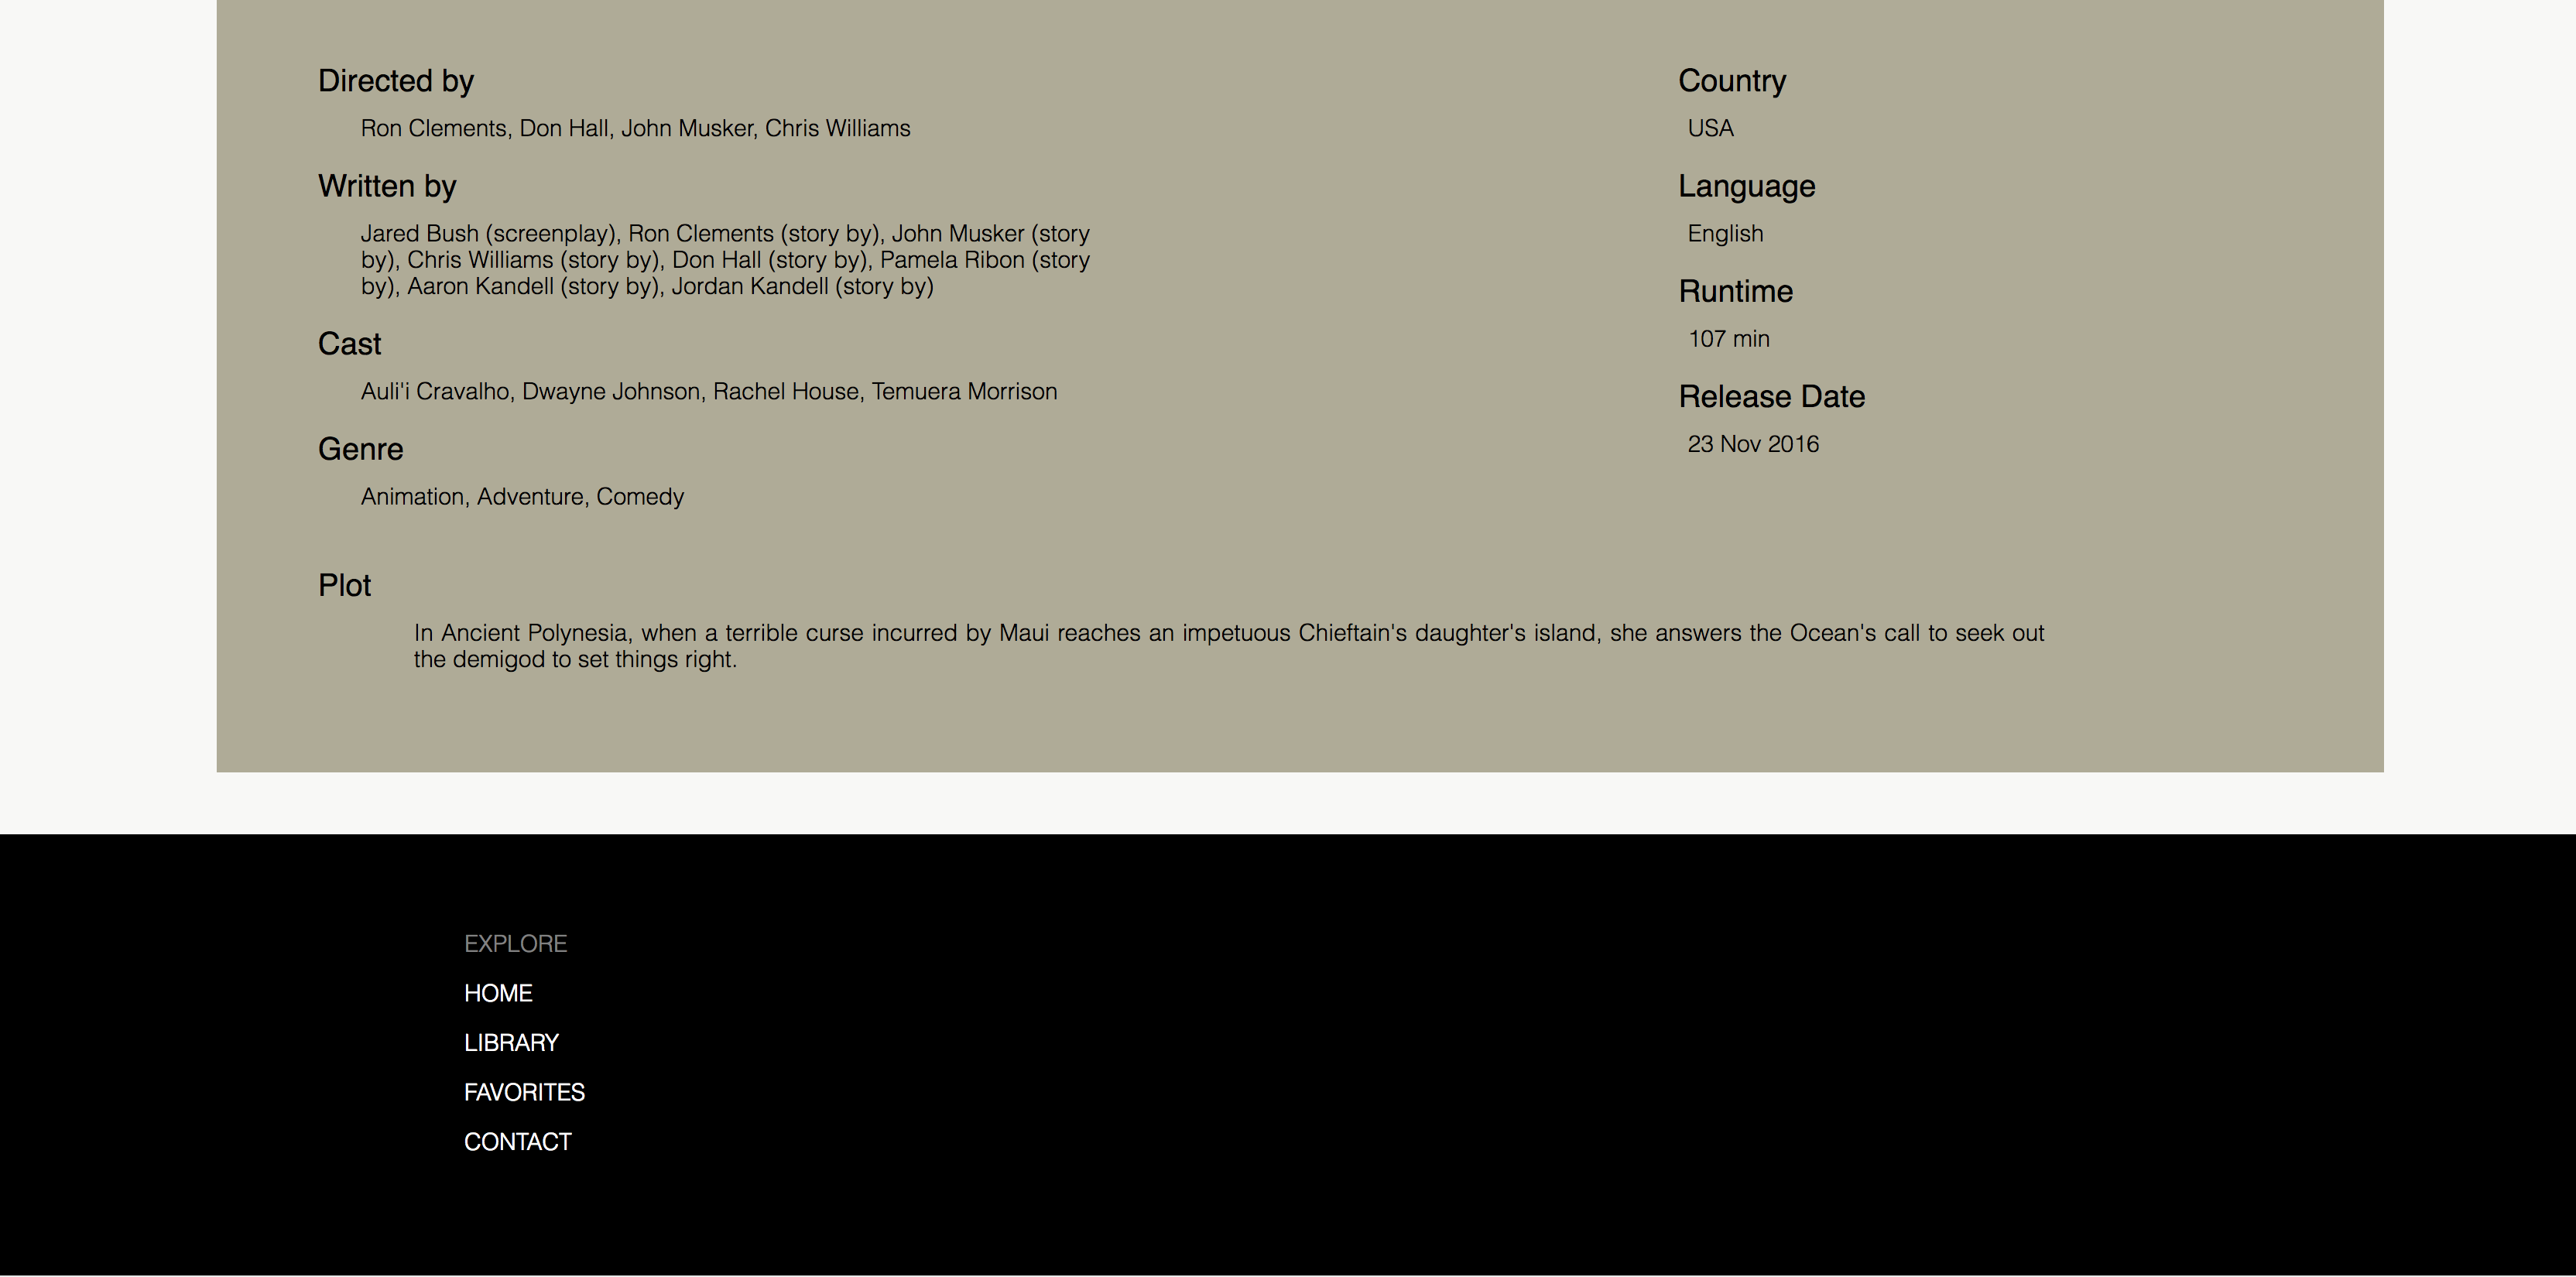 Directed by
Ron Clements, Don Hall, John Musker, Chris Williams
Written by
Jared Bush (screenplay), Ron Clements (story by), John Musker (story
by), Chris Williams (story by), Don Hall (story by), Pamela Ribon (story
by), Aaron Kandell (story by), Jordan Kandell (story by)
Cast
Auli'i Cravalho, Dwayne Johnson, Rachel House, Temuera Morrison
Genre
Animation, Adventure, Comedy
Country
USA
Language
English
Runtime
107 min
Release Date
23 Nov 2016
Plot
In Ancient Polynesia, when a terrible curse incurred by Maui reaches an impetuous Chieftain's daughter's island, she answers the Ocean's call to seek out
the demigod to set things right.
EXPLORE
HOME
LIBRARY
FAVORITES
CONTACT